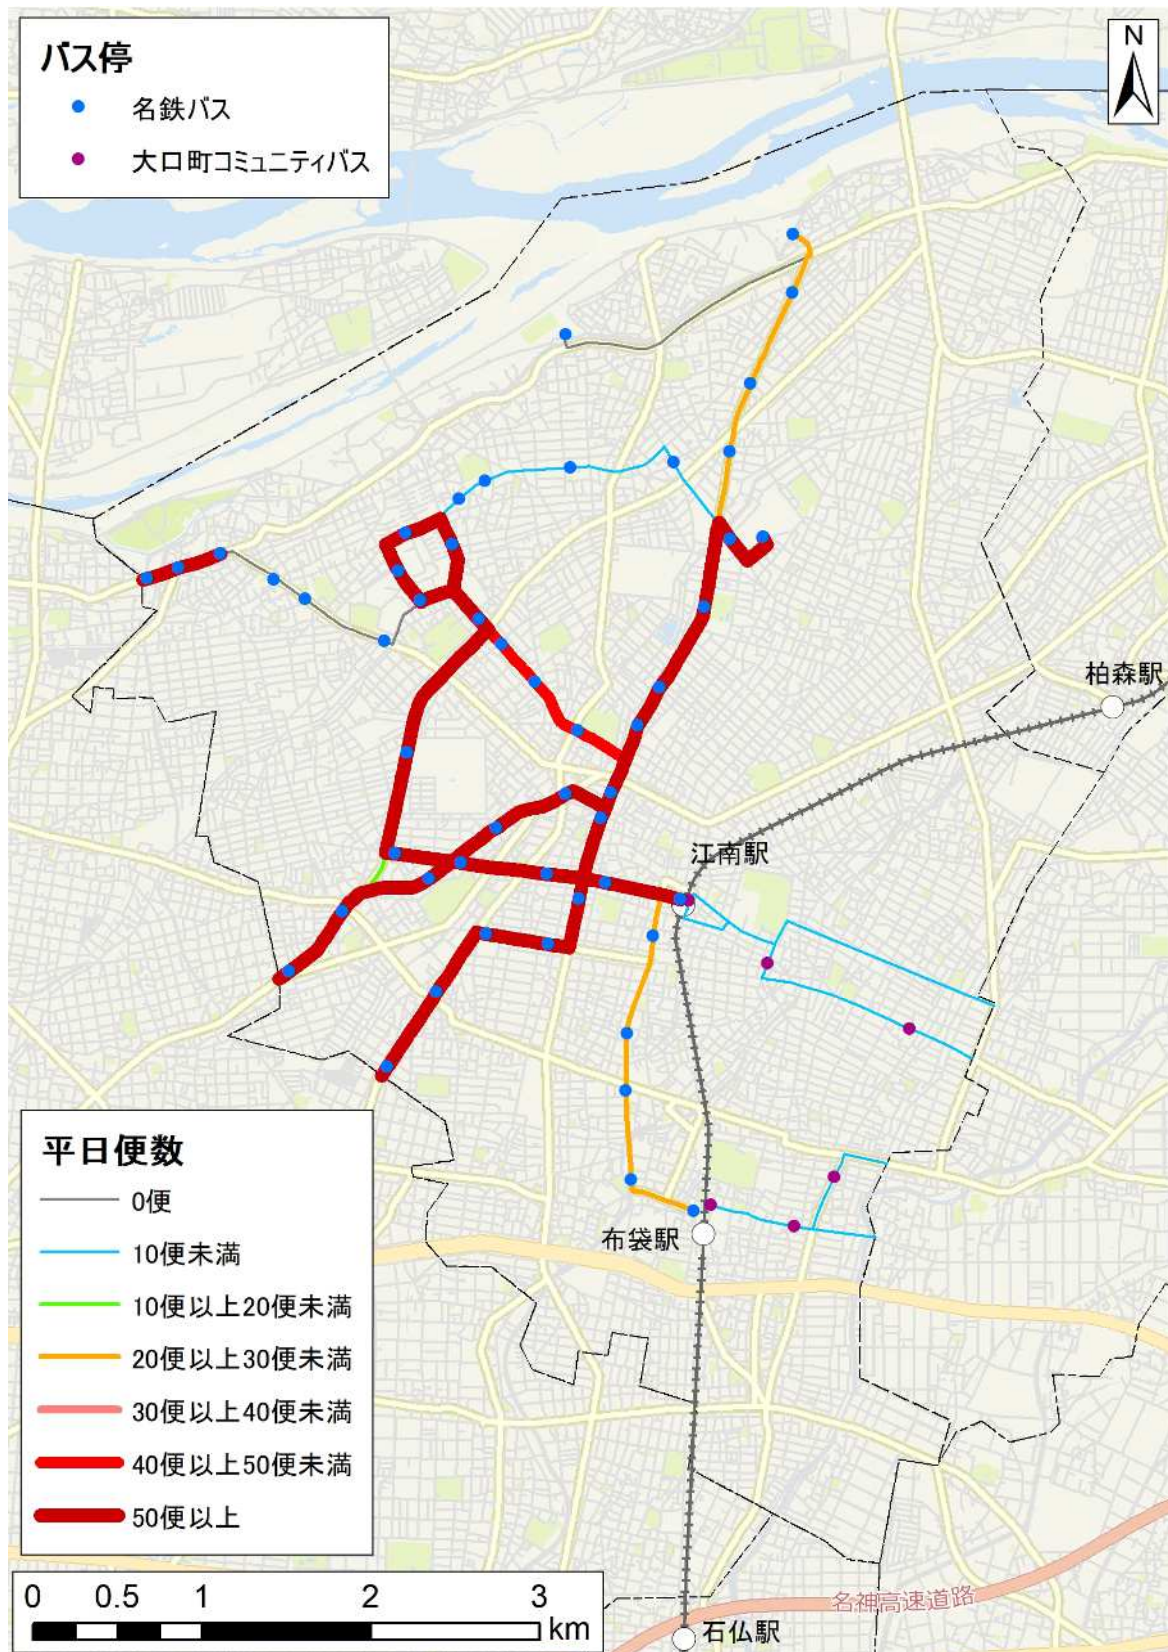 バス停
名鉄バス
大口町コミュニティバス
N
柏森駅
江南駅
布袋駅
平日便数
0便
10便未満
10便以上20便未満
20便以上30便未満
30便以上40便未満
40便以上50便未満
50便以上
0 0.5 1 2 3
km
名神高速道路
石仏駅